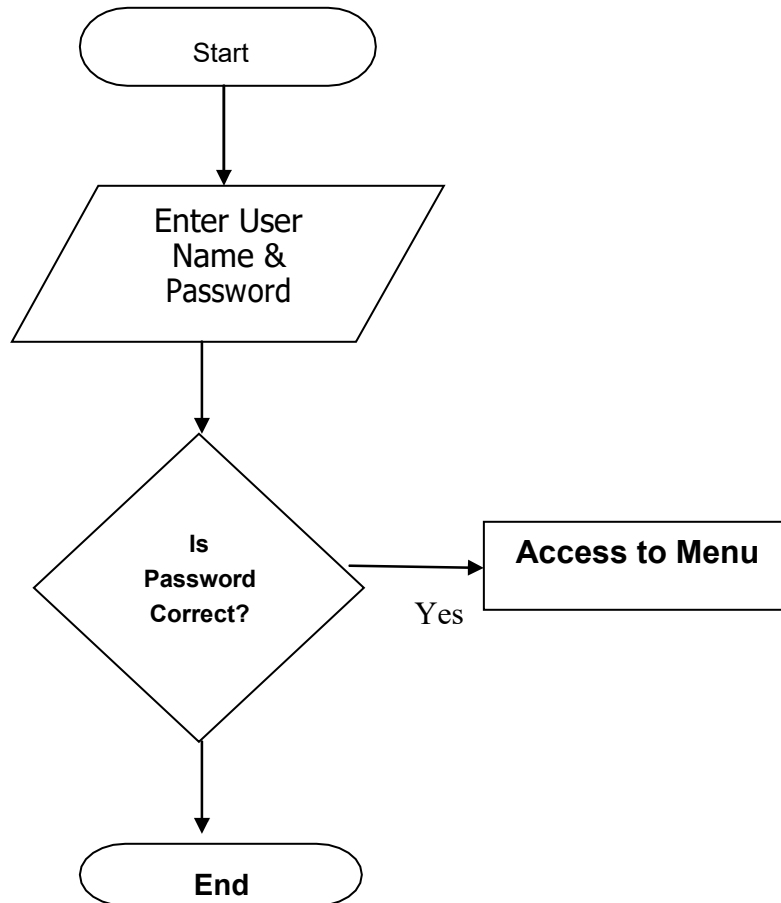 Start
Enter User
Name &
Password
Is
Password
Correct?
Access to Menu
Yes
End